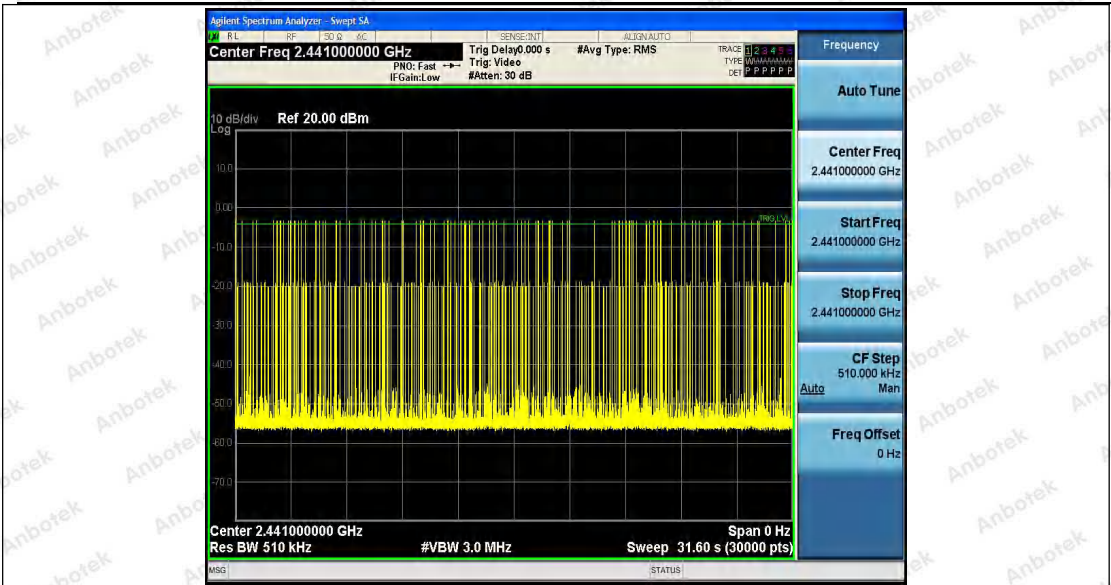 Agilent Spectrum Analyzer - Swept SA
RL RF 50 Ω AC SENSE:INT ALIGNAUTO
Center Freq 2.441000000 GHz
PNO: Fast
IFGain:Low
Trig Delay0.000 s
Trig: Video
#Atten: 30 dB
#Avg Type: RMS
TRACE 1 2 3 4 5 6
TYPE
DET P P P P P P
10 dB/div Ref 20.00 dBm
Log
10.0
0.00
TRIG LVL
-10.0
-20.0
-30.0
-40.0
-50.0
-60.0
-70.0
Center 2.441000000 GHz
Span 0 Hz
Res BW 510 kHz
#VBW 3.0 MHz
Sweep 31.60 s (30000 pts)
MSG
STATUS
Frequency
Auto Tune
Center Freq
2.441000000 GHz
Start Freq
2.441000000 GHz
Stop Freq
2.441000000 GHz
CF Step
510.000 kHz
Auto Man
Freq Offset
0 Hz
Anbotek